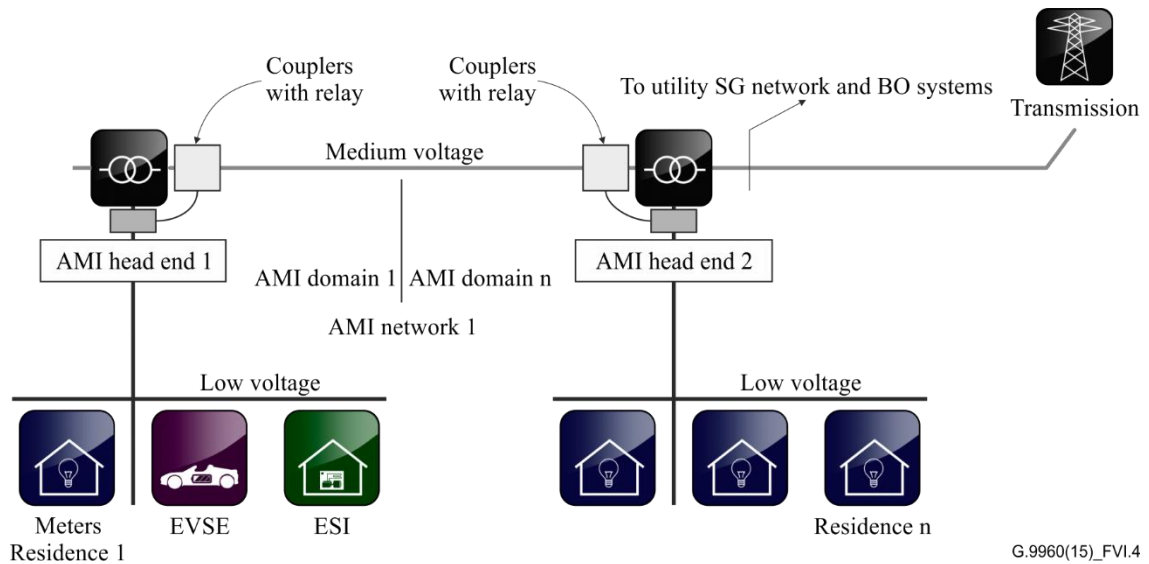 Couplers
with relay
Couplers
with relay
To utility SG network and BO systems
Transmission
Medium voltage
AMI head end 1
AMI domain 1
AMI domain n
AMI head end 2
AMI network 1
Low voltage
Low voltage
Meters
Residence 1
EVSE
ESI
Residence n
G.9960(15)_FVI.4